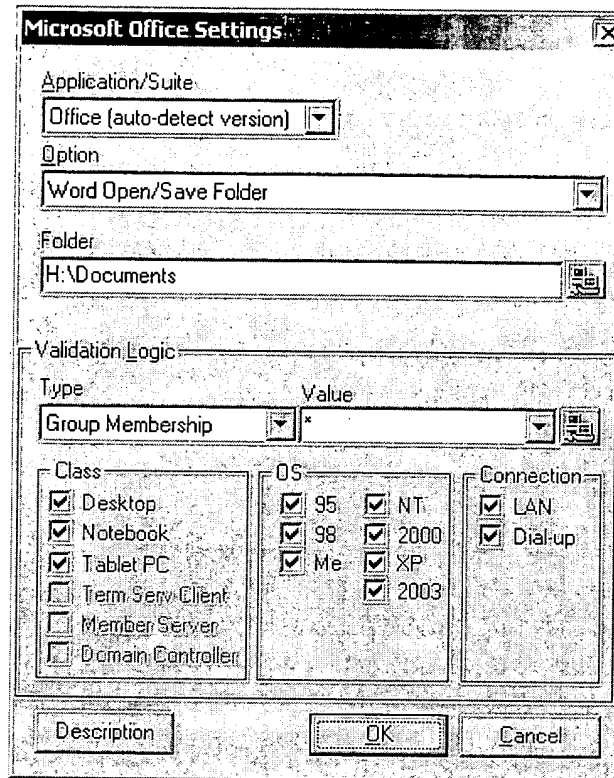 Microsoft Office Settings
Application/Suite
Office (auto-detect version)
Option
Word Open/Save Folder
Folder
H:\Documents
Validation Logic
Type
Value
Group Membership
*
Class
Desktop
Notebook
Tablet PC
Term Serv Client
Member Server
Domain Controller
OS
95
NT
98
2000
Me
XP
2003
Connection
LAN
Dial-up
Description
OK
Cancel